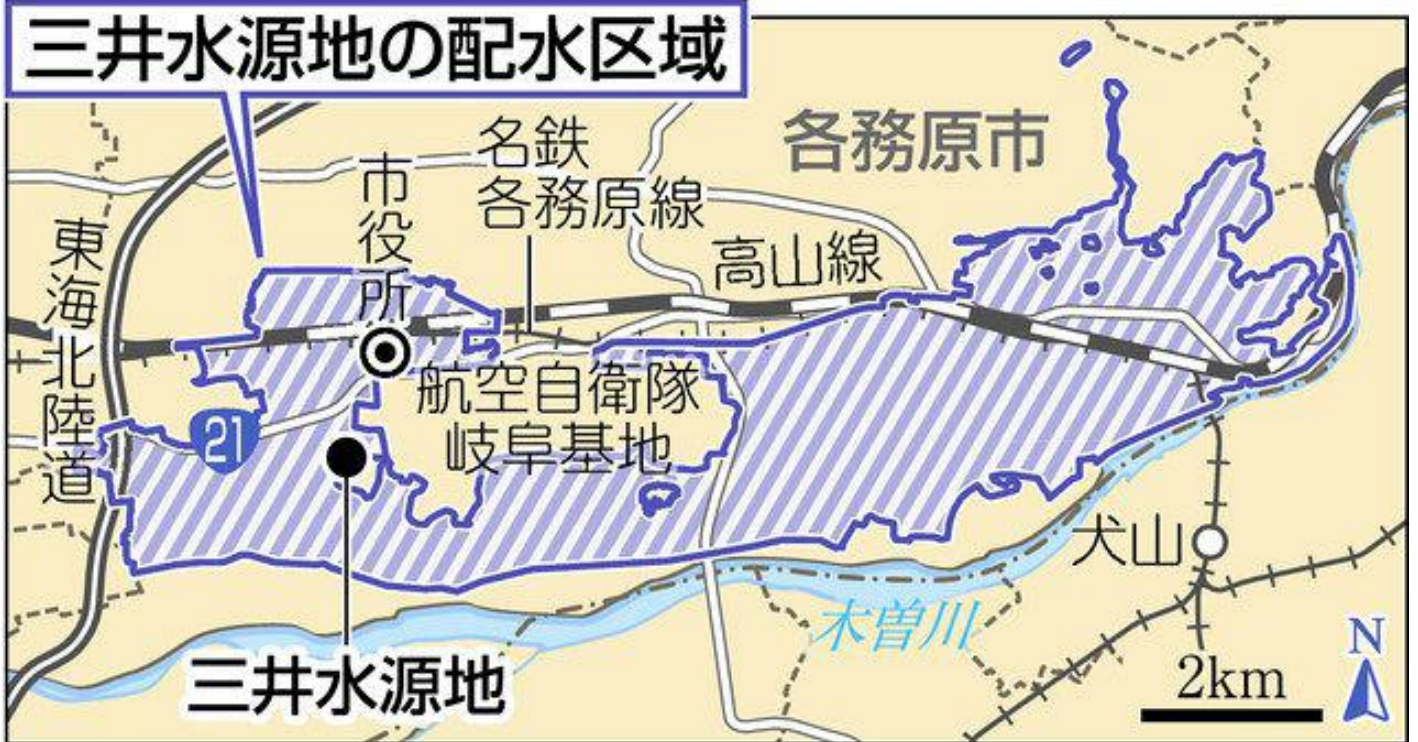 三井水源地の配水区域
名鉄
各務原線
各務原市
市役所
高山線
東海北陸道
21
航空自衛隊
岐阜基地
犬山
木曽川
三井水源地
N
2km